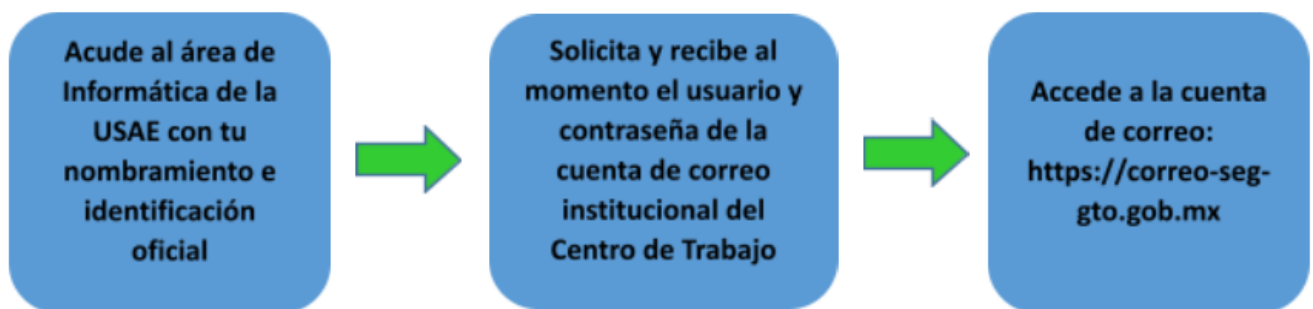 Acude al área de
Informática de la
USAE con tu
nombramiento e
identificación
oficial
Solicita y recibe al
momento el usuario y
contraseña de la
cuenta de correo
institucional del
Centro de Trabajo
Accede a la cuenta
de correo:
https://correo-seg-
gto.gob.mx